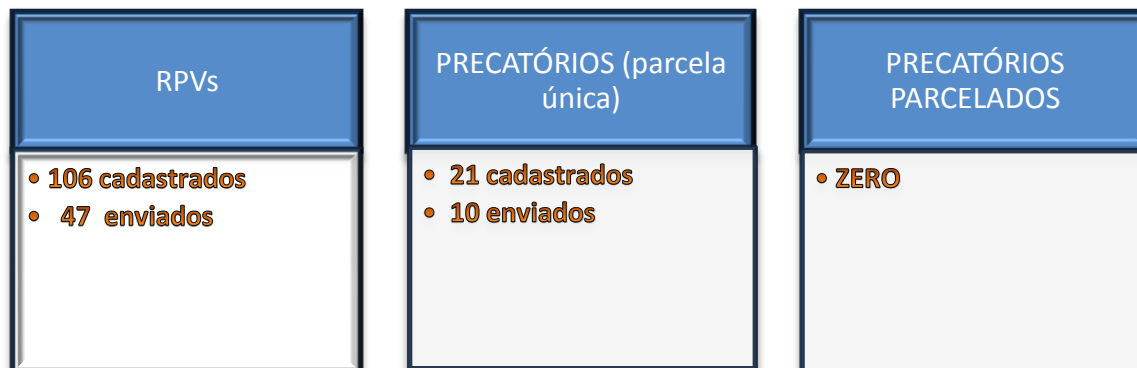 RPVs
• 106 cadastrados
• 47 enviados
PRECATÓRIOS (parcela
única)
• 21 cadastrados
• 10 enviados
PRECATÓRIOS
PARCELADOS
• ZERO